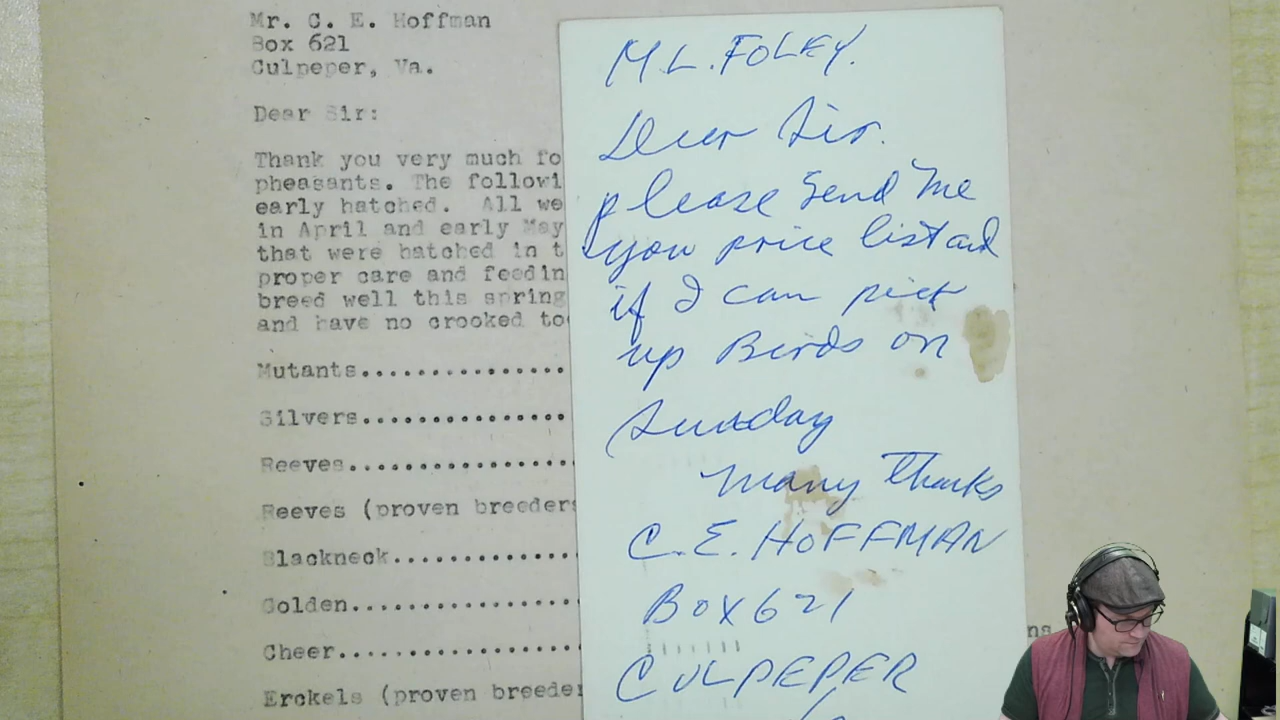 Mr. C. E. Hoffman
Box 621
Culpeper, Va.
Dear Sir:
Thank you very much fo
pheasants. The followi
early hatched. All we
in April and early May
that were hatched in t
proper care and feedin
breed well this spring
and have no crooked to
Mutants..............
Silvers..............
Reeves...............
Reeves (proven breeders
Blackneck............
Golden...............
Cheer................
Erckels (proven breeder
M.L. FOLEY.
Dear Sir.
please Send Me
you price list and
if I can pick
up Birds on
Sunday
many Thanks
C.E. HOFFMAN
Box 621
CULPEPER
ns